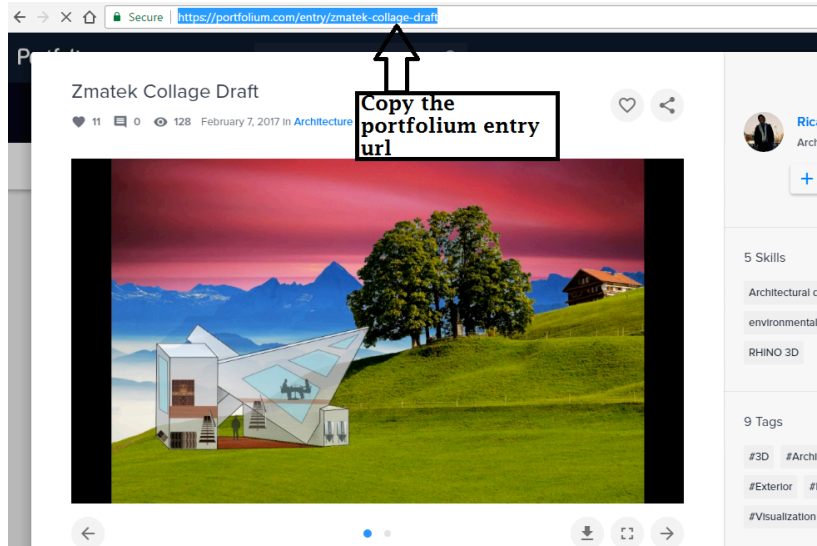 Secure | https://portfolium.com/entry/zmatek-collage-draft
Zmatek Collage Draft
11 0 128 February 7, 2017 in Architecture
Copy the
portfolium entry
url
5 Skills
RHINO 3D
environmental
9 Tags
#3D #Archi
#Exterior #
#Visualization